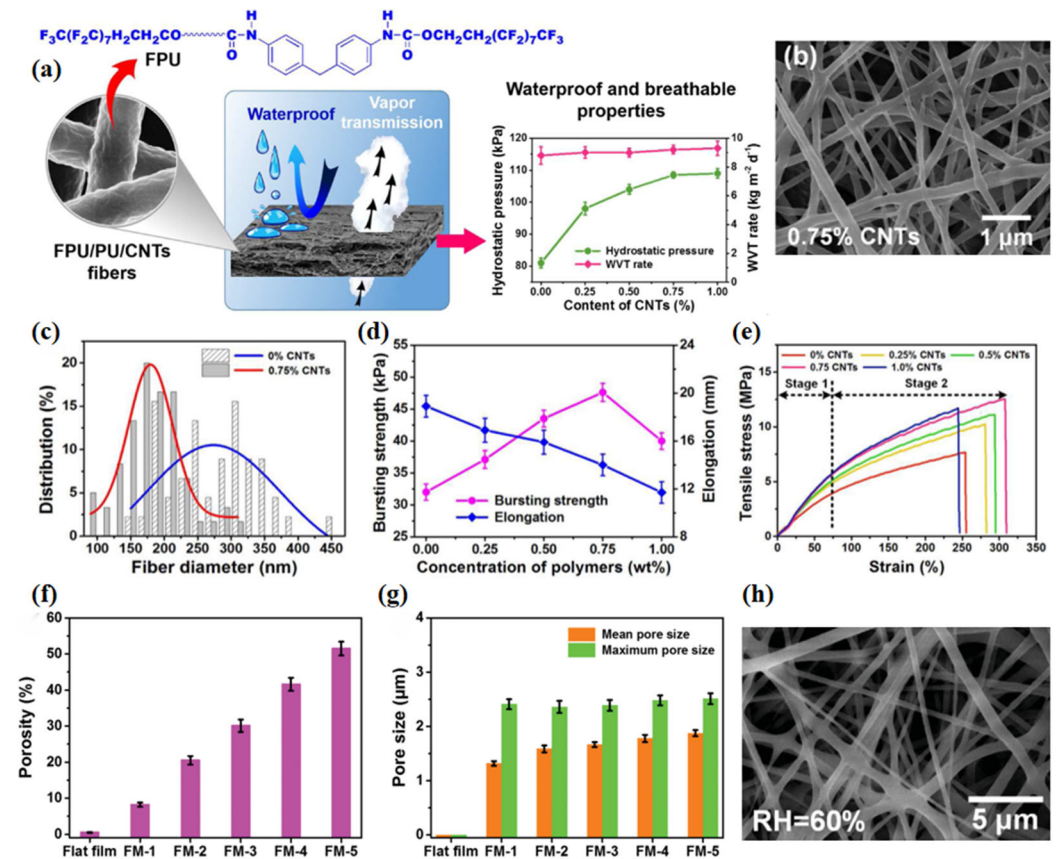 F₃C(F₂C)₇H₂CH₂CO
C
O
H
N
H
N
C
O
OCH₂CH₂(CF₂)₇CF₃
(a)
FPU
FPU/PU/CNTs
fibers
Waterproof
Vapor
transmission
Waterproof and breathable
properties
Hydrostatic pressure (kPa)
120
110
100
90
80
10
8
6
4
2
0
WVT rate (kg m⁻² d⁻¹)
Hydrostatic pressure
WVT rate
0.00 0.25 0.50 0.75 1.00
Content of CNTs (%)
(b)
0.75% CNTs
1 µm
(c)
Distribution (%)
20
15
10
5
0
0% CNTs
0.75% CNTs
100 150 200 250 300 350 400 450
Fiber diameter (nm)
(d)
Bursting strength (kPa)
55
50
45
40
35
30
25
24
20
16
12
8
Elongation (mm)
Bursting strength
Elongation
0.00 0.25 0.50 0.75 1.00
Concentration of polymers (wt%)
(e)
Tensile stress (MPa)
15
10
5
0
0% CNTs 0.25% CNTs 0.5% CNTs
0.75 CNTs 1.0% CNTs
Stage 1 Stage 2
0 50 100 150 200 250 300 350
Strain (%)
(f)
Porosity (%)
60
50
40
30
20
10
0
Flat film FM-1 FM-2 FM-3 FM-4 FM-5
(g)
Pore size (µm)
4
3
2
1
0
Mean pore size
Maximum pore size
Flat film FM-1 FM-2 FM-3 FM-4 FM-5
(h)
RH=60%
5 µm